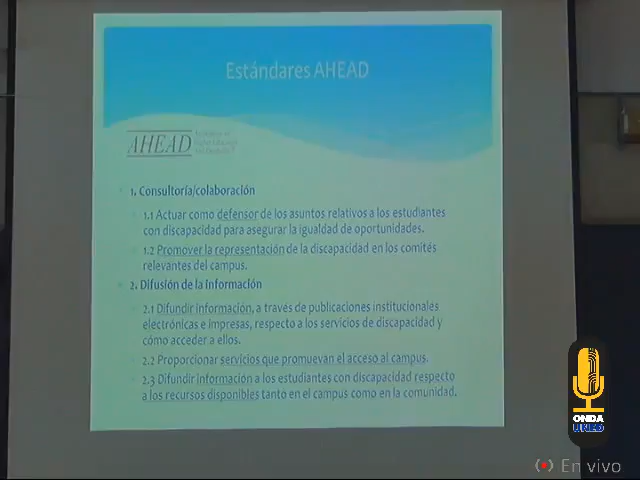 Estándares AHEAD
AHEAD
1. Consultoría/colaboración
1.1 Actuar como defensor de los asuntos relativos a los estudiantes
con discapacidad para asegurar la igualdad de oportunidades.
1.2 Promover la representación de la discapacidad en los comités
relevantes del campus.
2. Difusión de la información
2.1 Difundir información, a través de publicaciones institucionales
electrónicas e impresas, respecto a los servicios de discapacidad y
cómo acceder a ellos.
2.2 Proporcionar servicios que promuevan el acceso al campus.
2.3 Difundir información a los estudiantes con discapacidad respecto
a los recursos disponibles tanto en el campus como en la comunidad.
ONDA
UNED
En vivo